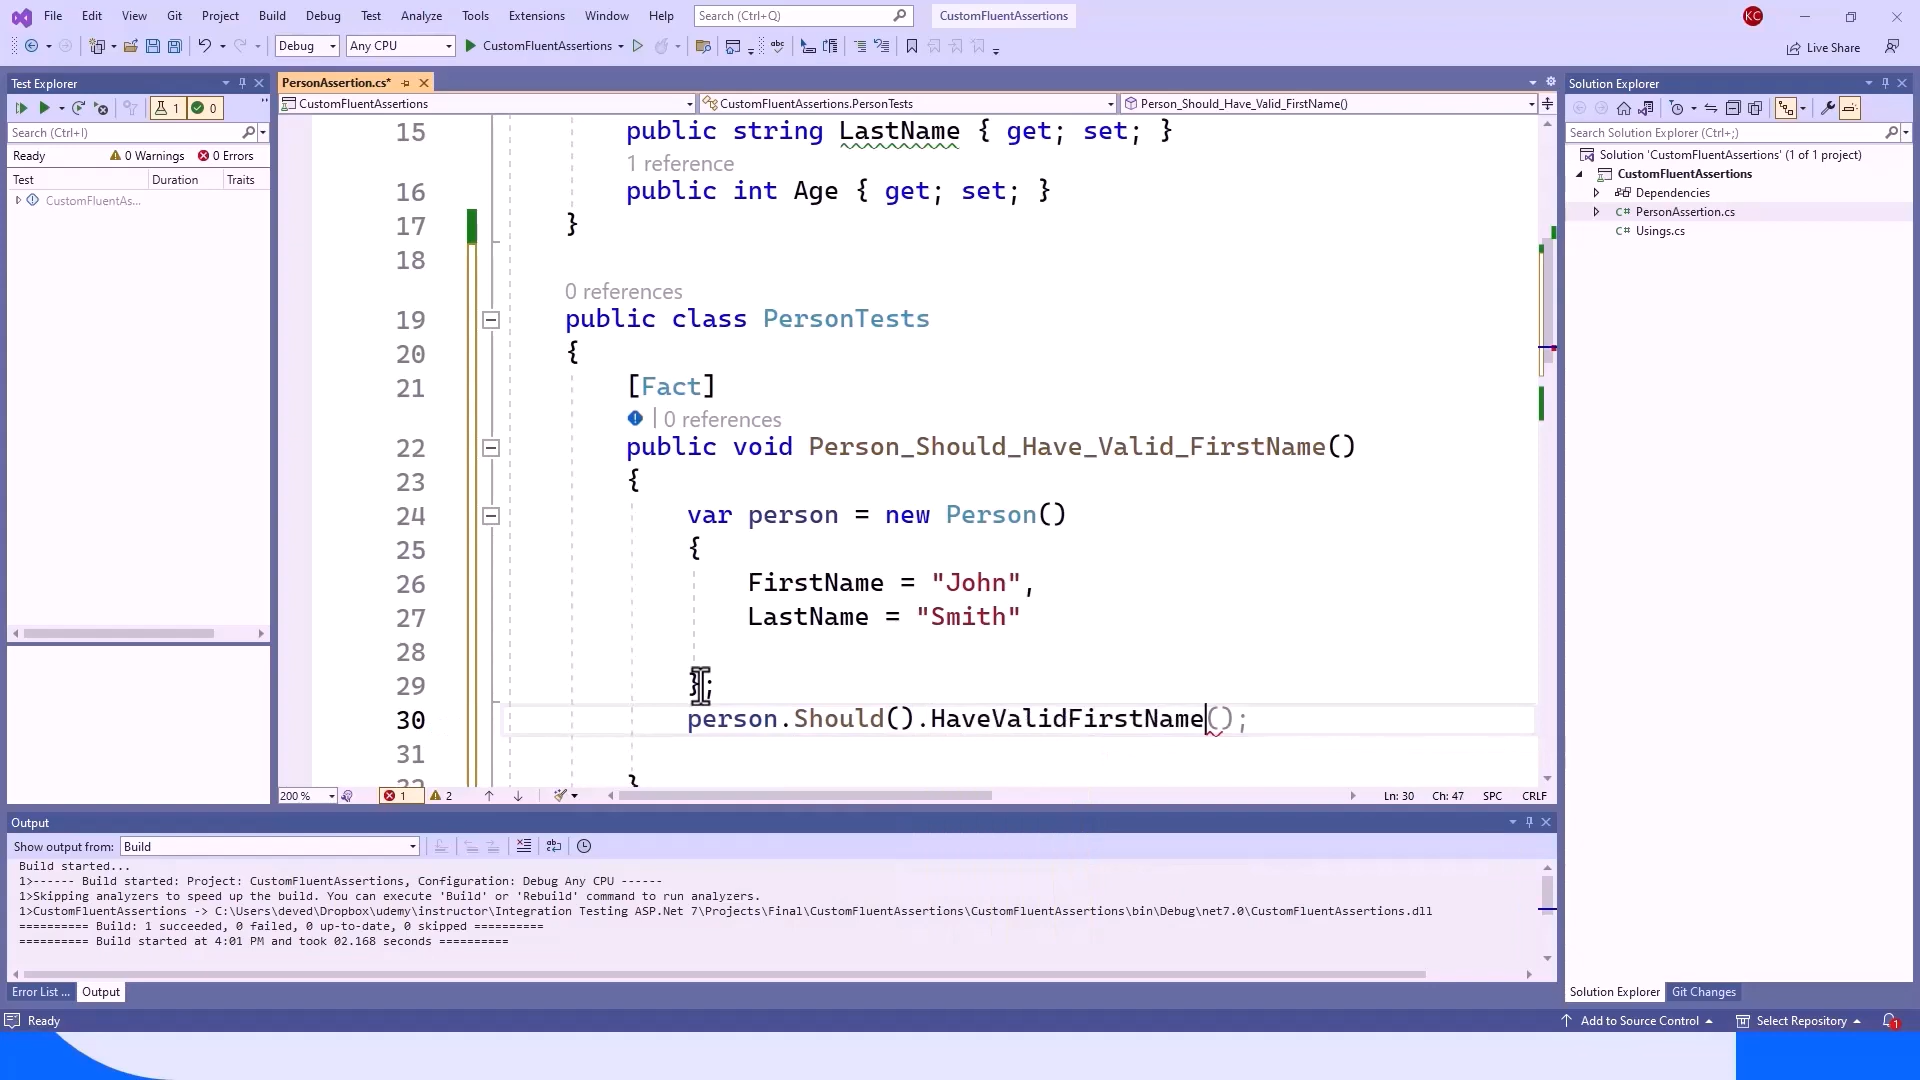 File Edit View Git Project Build Debug Test Analyze Tools Extensions Window Help Search (Ctrl+Q) CustomFluentAssertions KC
Debug Any CPU CustomFluentAssertions Live Share
Test Explorer
1 0
Search (Ctrl+I)
Ready 0 Warnings 0 Errors
Test Duration Traits
CustomFluentAs...
PersonAssertion.cs*
CustomFluentAssertions CustomFluentAssertions.PersonTests Person_Should_Have_Valid_FirstName()
15 public string LastName { get; set; }
1 reference
16 public int Age { get; set; }
17 }
18
0 references
19 public class PersonTests
20 {
21 [Fact]
| 0 references
22 public void Person_Should_Have_Valid_FirstName()
23 {
24 var person = new Person()
25 {
26 FirstName = "John",
27 LastName = "Smith"
28
29 };
30 person.Should().HaveValidFirstName();
31
32 }
200 % 1 2 Ln: 30 Ch: 47 SPC CRLF
Solution Explorer
Search Solution Explorer (Ctrl+;)
Solution 'CustomFluentAssertions' (1 of 1 project)
CustomFluentAssertions
Dependencies
C# PersonAssertion.cs
C# Usings.cs
Output
Show output from: Build
Build started...
1>------ Build started: Project: CustomFluentAssertions, Configuration: Debug Any CPU ------
1>Skipping analyzers to speed up the build. You can execute 'Build' or 'Rebuild' command to run analyzers.
1>CustomFluentAssertions -> C:\Users\deved\Dropbox\udemy\instructor\Integration Testing ASP.Net 7\Projects\Final\CustomFluentAssertions\CustomFluentAssertions\bin\Debug\net7.0\CustomFluentAssertions.dll
========== Build: 1 succeeded, 0 failed, 0 up-to-date, 0 skipped ==========
========== Build started at 4:01 PM and took 02.168 seconds ==========
Error List ... Output
Solution Explorer Git Changes
Ready Add to Source Control Select Repository 1